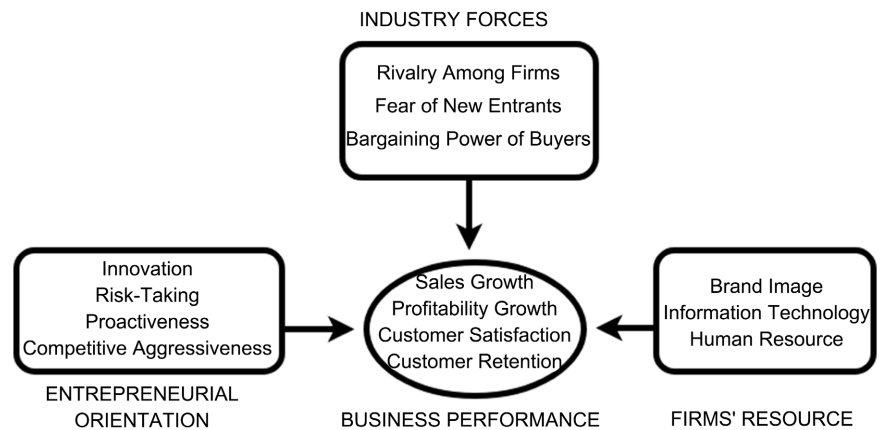 INDUSTRY FORCES
Rivalry Among Firms
Fear of New Entrants
Bargaining Power of Buyers
Innovation
Risk-Taking
Proactiveness
Competitive Aggressiveness
ENTREPRENEURIAL
ORIENTATION
Sales Growth
Profitability Growth
Customer Satisfaction
Customer Retention
BUSINESS PERFORMANCE
Brand Image
Information Technology
Human Resource
FIRMS' RESOURCE